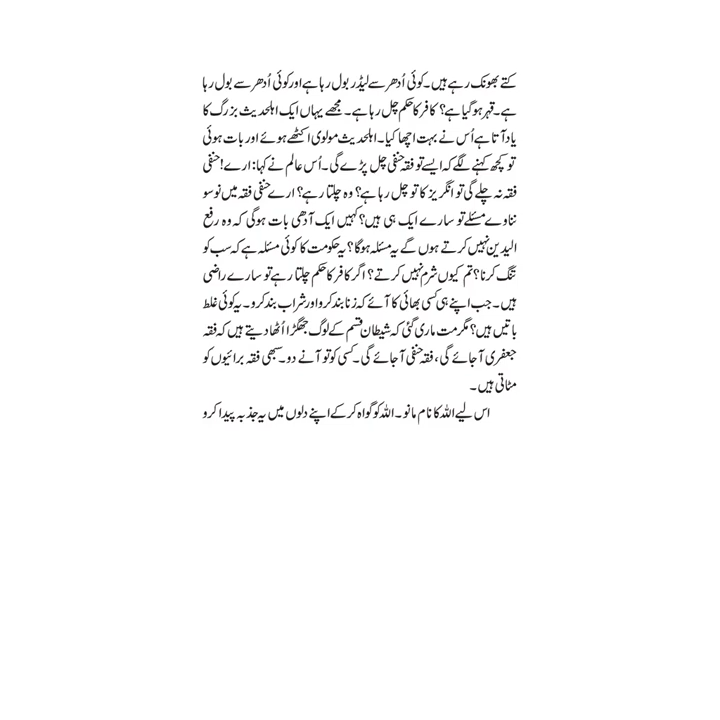 کتے بھونک رہے ہیں۔ کوئی اُدھر سے لیڈر بول رہا ہے اور کوئی اُدھر سے بول رہا
ہے۔ قہر ہو گیا ہے؟ کافر کا حکم چل رہا ہے۔ مجھے یہاں ایک اہلحدیث بزرگ کا
یاد آتا ہے اُس نے بہت اچھا کیا۔ اہلحدیث مولوی اکٹھے ہوئے اور بات ہوئی
تو کچھ کہنے لگے کہ ایسے تو فقہ حنفی چل پڑے گی۔ اُس عالم نے کہا: ارے! حنفی
فقہ نہ چلے گی تو انگریز کا تو چل رہا ہے؟ وہ چلتا رہے؟ ارے حنفی فقہ میں نو سو
ننانوے مسئلے تو سارے ایک ہی ہیں؟ کہیں ایک آدھی بات ہوگی کہ وہ رفع
الیدین نہیں کرتے ہوں گے یہ مسئلہ ہوگا؟ یہ حکومت کا کوئی مسئلہ ہے کہ سب کو
تنگ کرنا؟ تم کیوں شرم نہیں کرتے؟ اگر کافر کا حکم چلتا رہے تو سارے راضی
ہیں۔ جب اپنے ہی کسی بھائی کا آئے کہ زنا بند کرو اور شراب بند کرو۔ یہ کوئی غلط
باتیں ہیں؟ مگر مت ماری گئی کہ شیطان قسم کے لوگ جھگڑا اُٹھا دیتے ہیں کہ فقہ
جعفری آ جائے گی، فقہ حنفی آ جائے گی۔ کسی کو تو آنے دو۔ سبھی فقہ برائیوں کو
مٹاتی ہیں۔
اس لیے اللہ کا نام مانو۔ اللہ کو گواہ کر کے اپنے دلوں میں یہ جذبہ پیدا کرو